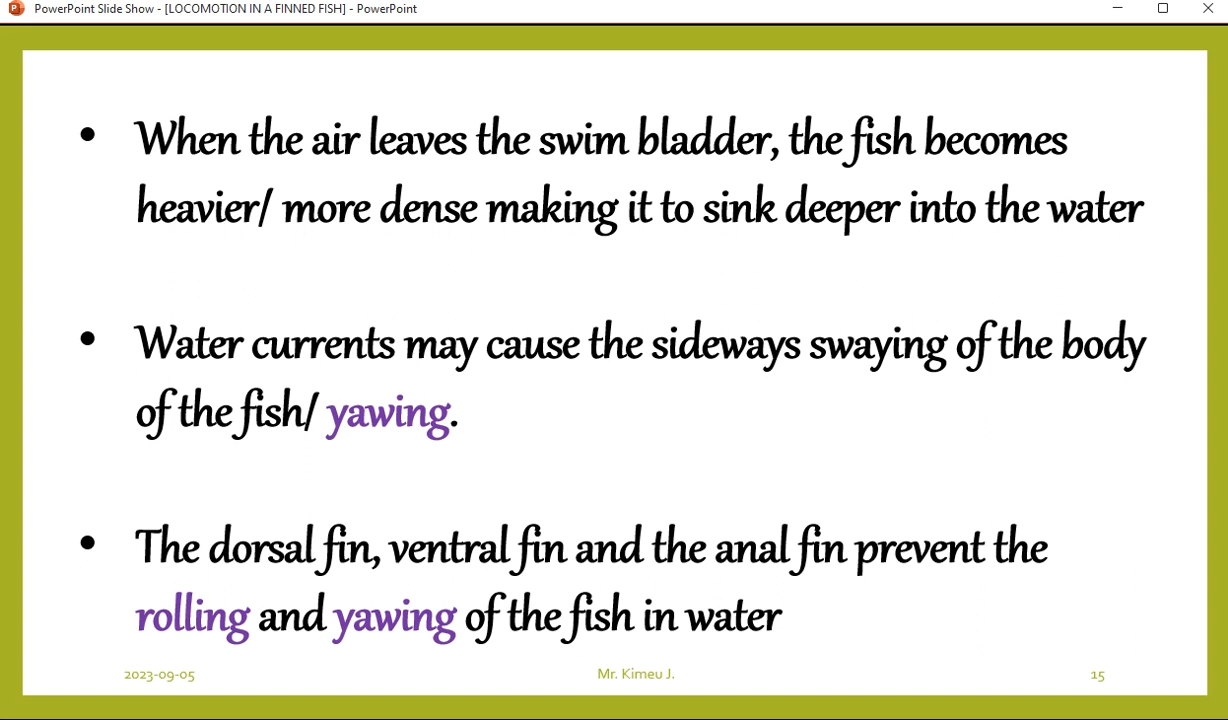 PowerPoint Slide Show - [LOCOMOTION IN A FINNED FISH] - PowerPoint
• When the air leaves the swim bladder, the fish becomes
heavier/ more dense making it to sink deeper into the water
• Water currents may cause the sideways swaying of the body
of the fish/ yawing.
• The dorsal fin, ventral fin and the anal fin prevent the
rolling and yawing of the fish in water
2023-09-05 Mr. Kimeu J. 15